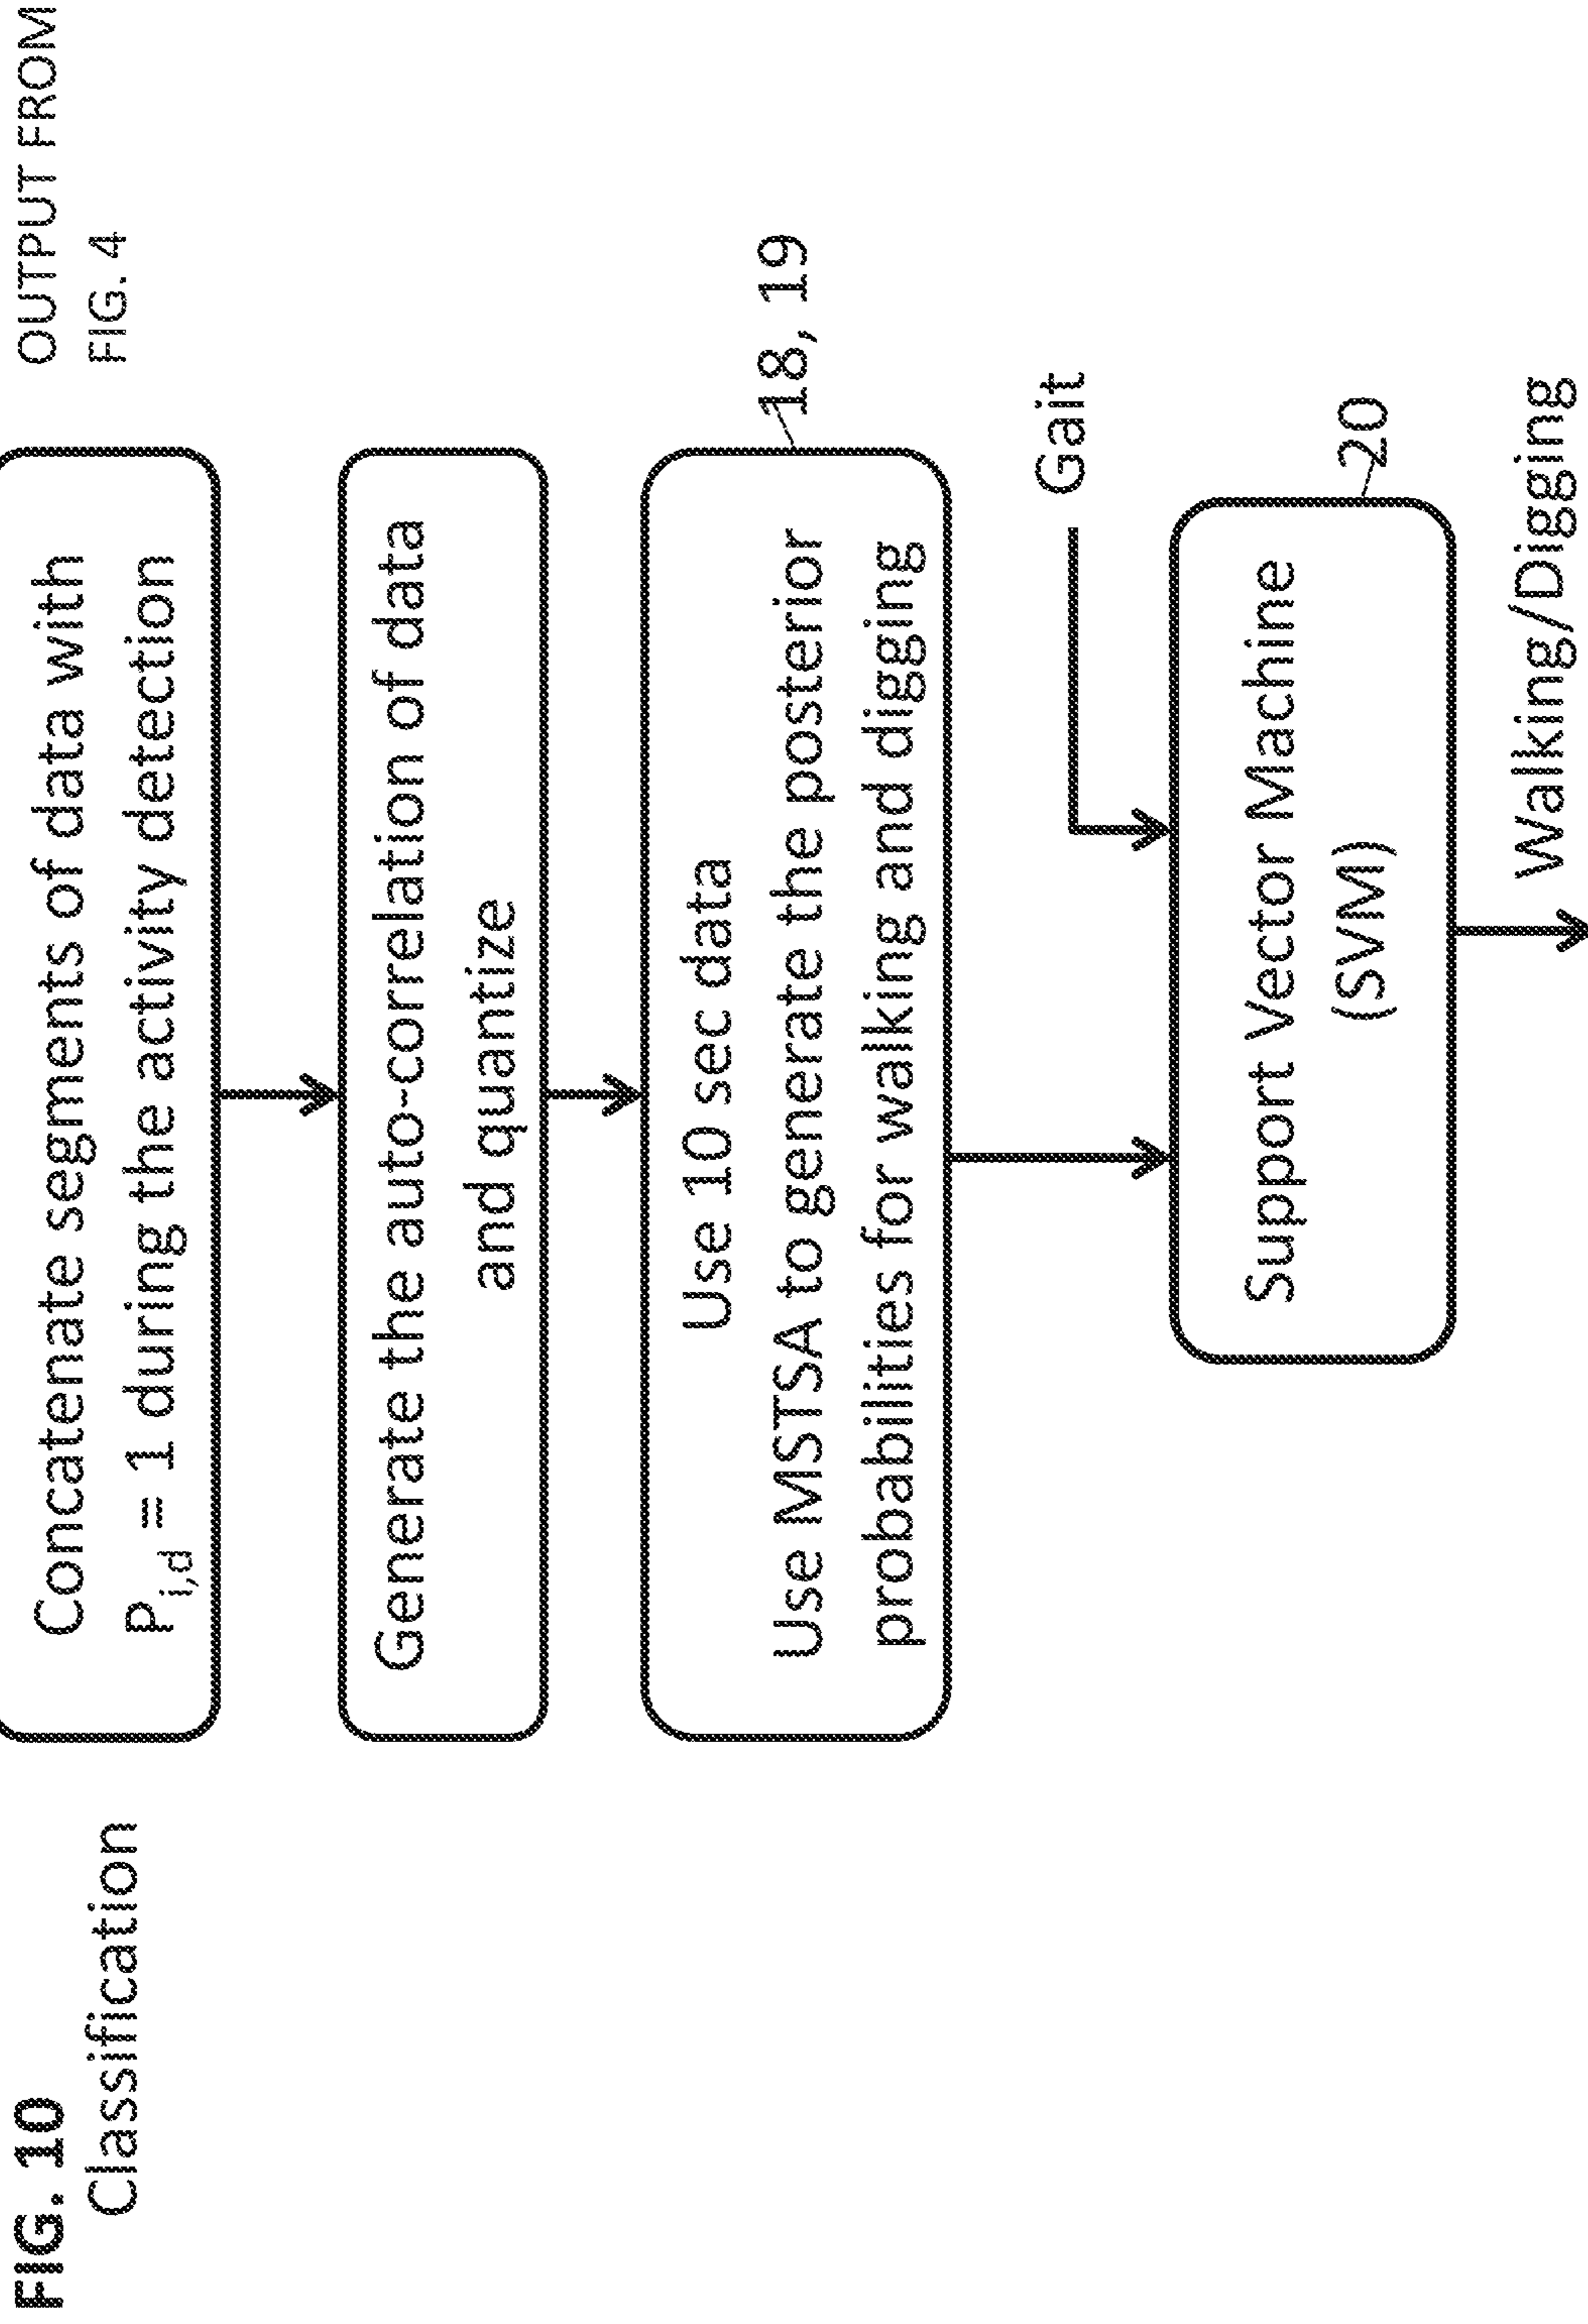 FIG. 10
Classification
OUTPUT FROM
FIG. 4
Concatenate segments of data with
P_{i,d} = 1 during the activity detection
Generate the auto-correlation of data
and quantize
Use 10 sec data
Use MSTSA to generate the posterior
probabilities for walking and digging
18, 19
Gait
Support Vector Machine
(SVM)
20
Walking/Digging